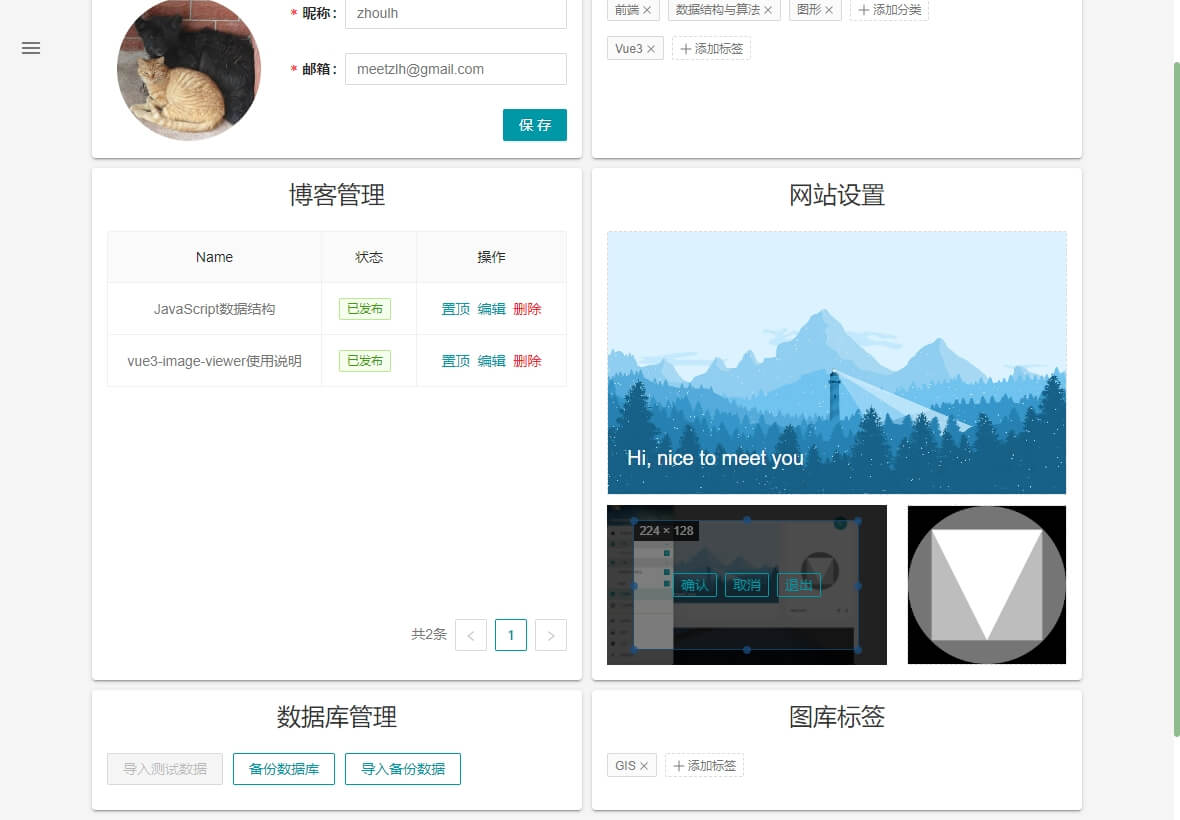 * 昵称: zhoulh
* 邮箱: meetzlh@gmail.com
保 存
前端 × 数据结构与算法 × 图形 × + 添加分类
Vue3 × + 添加标签
博客管理
Name 状态 操作
JavaScript数据结构 已发布 置顶 编辑 删除
vue3-image-viewer使用说明 已发布 置顶 编辑 删除
共2条 < 1 >
网站设置
Hi, nice to meet you
224 × 128
确认 取消 退出
数据库管理
导入测试数据 备份数据库 导入备份数据
图库标签
GIS × + 添加标签